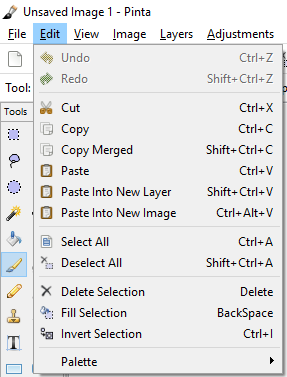 Unsaved Image 1 - Pinta
File Edit View Image Layers Adjustments
Undo Ctrl+Z
Redo Shift+Ctrl+Z
Tool:
Tools
Cut Ctrl+X
Copy Ctrl+C
Copy Merged Shift+Ctrl+C
Paste Ctrl+V
Paste Into New Layer Shift+Ctrl+V
Paste Into New Image Ctrl+Alt+V
Select All Ctrl+A
Deselect All Shift+Ctrl+A
Delete Selection Delete
Fill Selection BackSpace
Invert Selection Ctrl+I
Palette